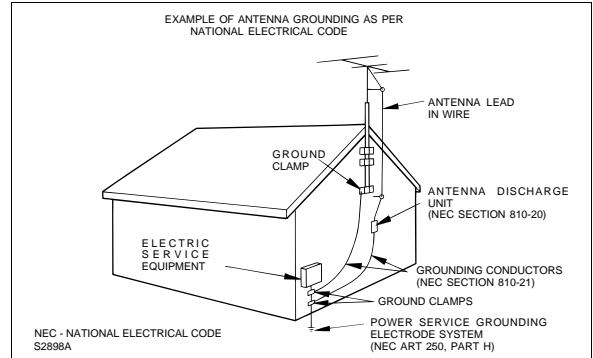 EXAMPLE OF ANTENNA GROUNDING AS PER
NATIONAL ELECTRICAL CODE
ANTENNA LEAD
IN WIRE
GROUND
CLAMP
ANTENNA DISCHARGE
UNIT
(NEC SECTION 810-20)
ELECTRIC
SERVICE
EQUIPMENT
GROUNDING CONDUCTORS
(NEC SECTION 810-21)
GROUND CLAMPS
POWER SERVICE GROUNDING
ELECTRODE SYSTEM
(NEC ART 250, PART H)
NEC - NATIONAL ELECTRICAL CODE
S2898A